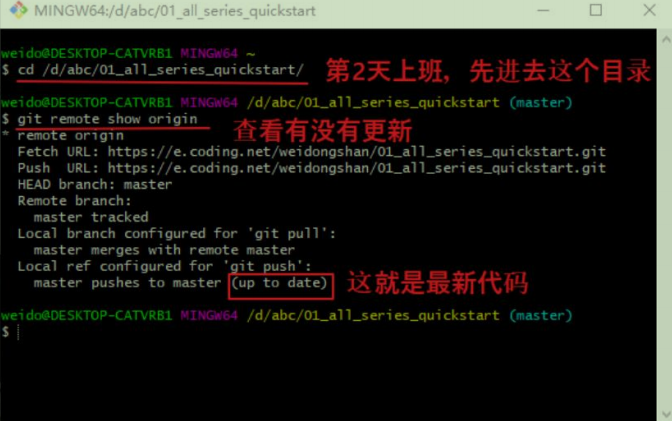 MINGW64:/d/abc/01_all_series_quickstart
weido@DESKTOP-CATVRB1 MINGW64 ~
$ cd /d/abc/01_all_series_quickstart/ 第2天上班，先进去这个目录
weido@DESKTOP-CATVRB1 MINGW64 /d/abc/01_all_series_quickstart (master)
$ git remote show origin
查看有没有更新
* remote origin
Fetch URL: https://e.coding.net/weidongshan/01_all_series_quickstart.git
Push URL: https://e.coding.net/weidongshan/01_all_series_quickstart.git
HEAD branch: master
Remote branch:
master tracked
Local branch configured for 'git pull':
master merges with remote master
Local ref configured for 'git push':
master pushes to master (up to date) 这就是最新代码
weido@DESKTOP-CATVRB1 MINGW64 /d/abc/01_all_series_quickstart (master)
$